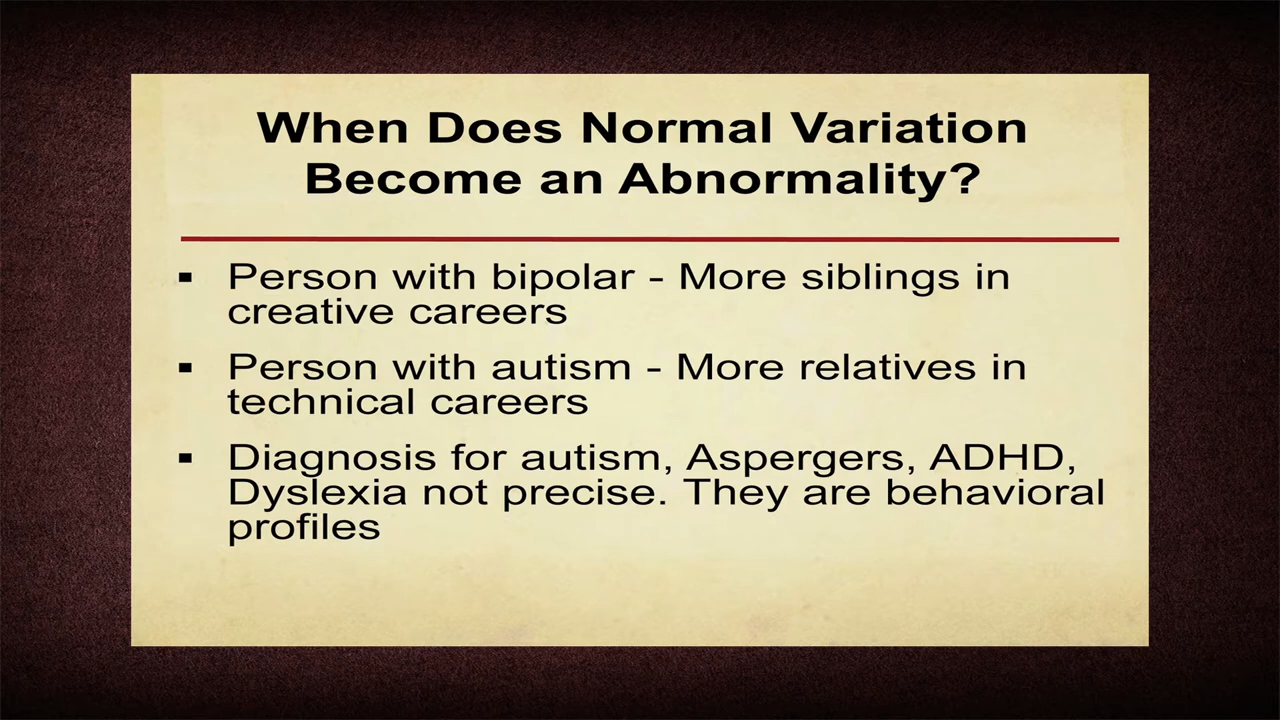 When Does Normal Variation
Become an Abnormality?
▪ Person with bipolar - More siblings in
creative careers
▪ Person with autism - More relatives in
technical careers
▪ Diagnosis for autism, Aspergers, ADHD,
Dyslexia not precise. They are behavioral
profiles